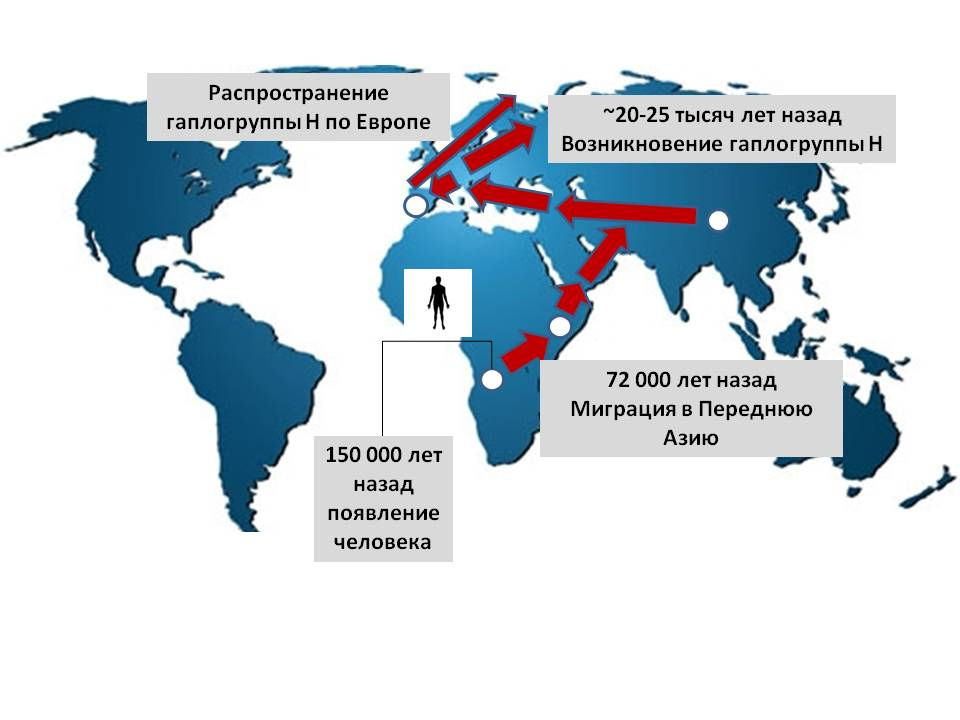 Распространение
гаплогруппы Н по Европе
~20-25 тысяч лет назад
Возникновение гаплогруппы Н
72 000 лет назад
Миграция в Переднюю
Азию
150 000 лет
назад
появление
человека